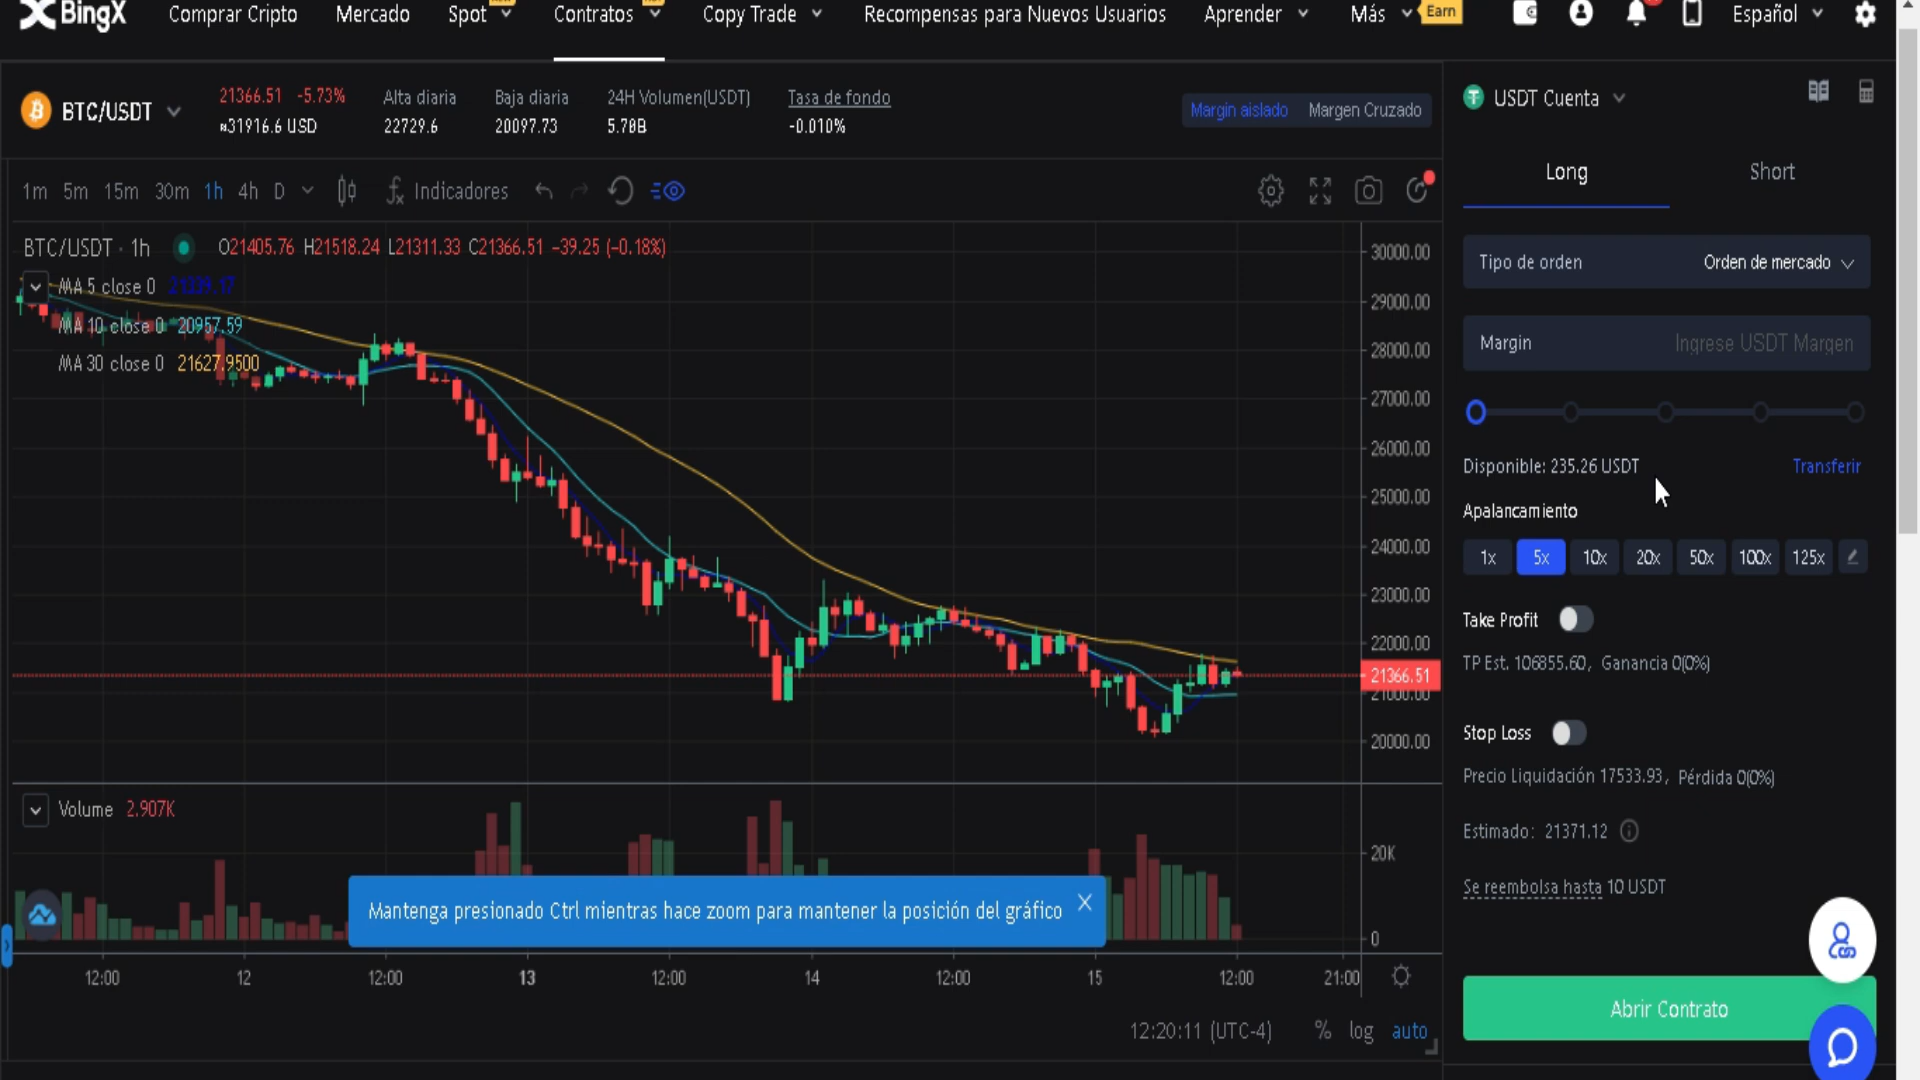 BingX Comprar Cripto Mercado Spot Contratos Copy Trade Recompensas para Nuevos Usuarios Aprender Más Earn Español
BTC/USDT 21366.51 -5.73% Alta diaria Baja diaria 24H Volumen(USDT) Tasa de fondo
≈31916.6 USD 22729.6 20097.73 5.78B -0.010%
Margin aislado Margen Cruzado
USDT Cuenta
1m 5m 15m 30m 1h 4h D Indicadores
Long Short
BTC/USDT · 1h O21405.76 H21518.24 L21311.33 C21366.51 −39.25 (−0.18%)
MA 5 close 0 21339.17
MA 10 close 0 20957.59
MA 30 close 0 21627.9500
30000.00
29000.00
28000.00
27000.00
26000.00
25000.00
24000.00
23000.00
22000.00
21366.51
21000.00
20000.00
Volume 2.907K
20K
0
Mantenga presionado Ctrl mientras hace zoom para mantener la posición del gráfico
12:00 12 12:00 13 12:00 14 12:00 15 12:00 21:00
12:20:11 (UTC-4) % log auto
Tipo de orden Orden de mercado
Margin Ingrese USDT Margen
Disponible: 235.26 USDT Transferir
Apalancamiento
1x 5x 10x 20x 50x 100x 125x
Take Profit
TP Est. 106855.60, Ganancia 0(0%)
Stop Loss
Precio Liquidación 17533.93, Pérdida 0(0%)
Estimado: 21371.12
Se reembolsa hasta 10 USDT
Abrir Contrato